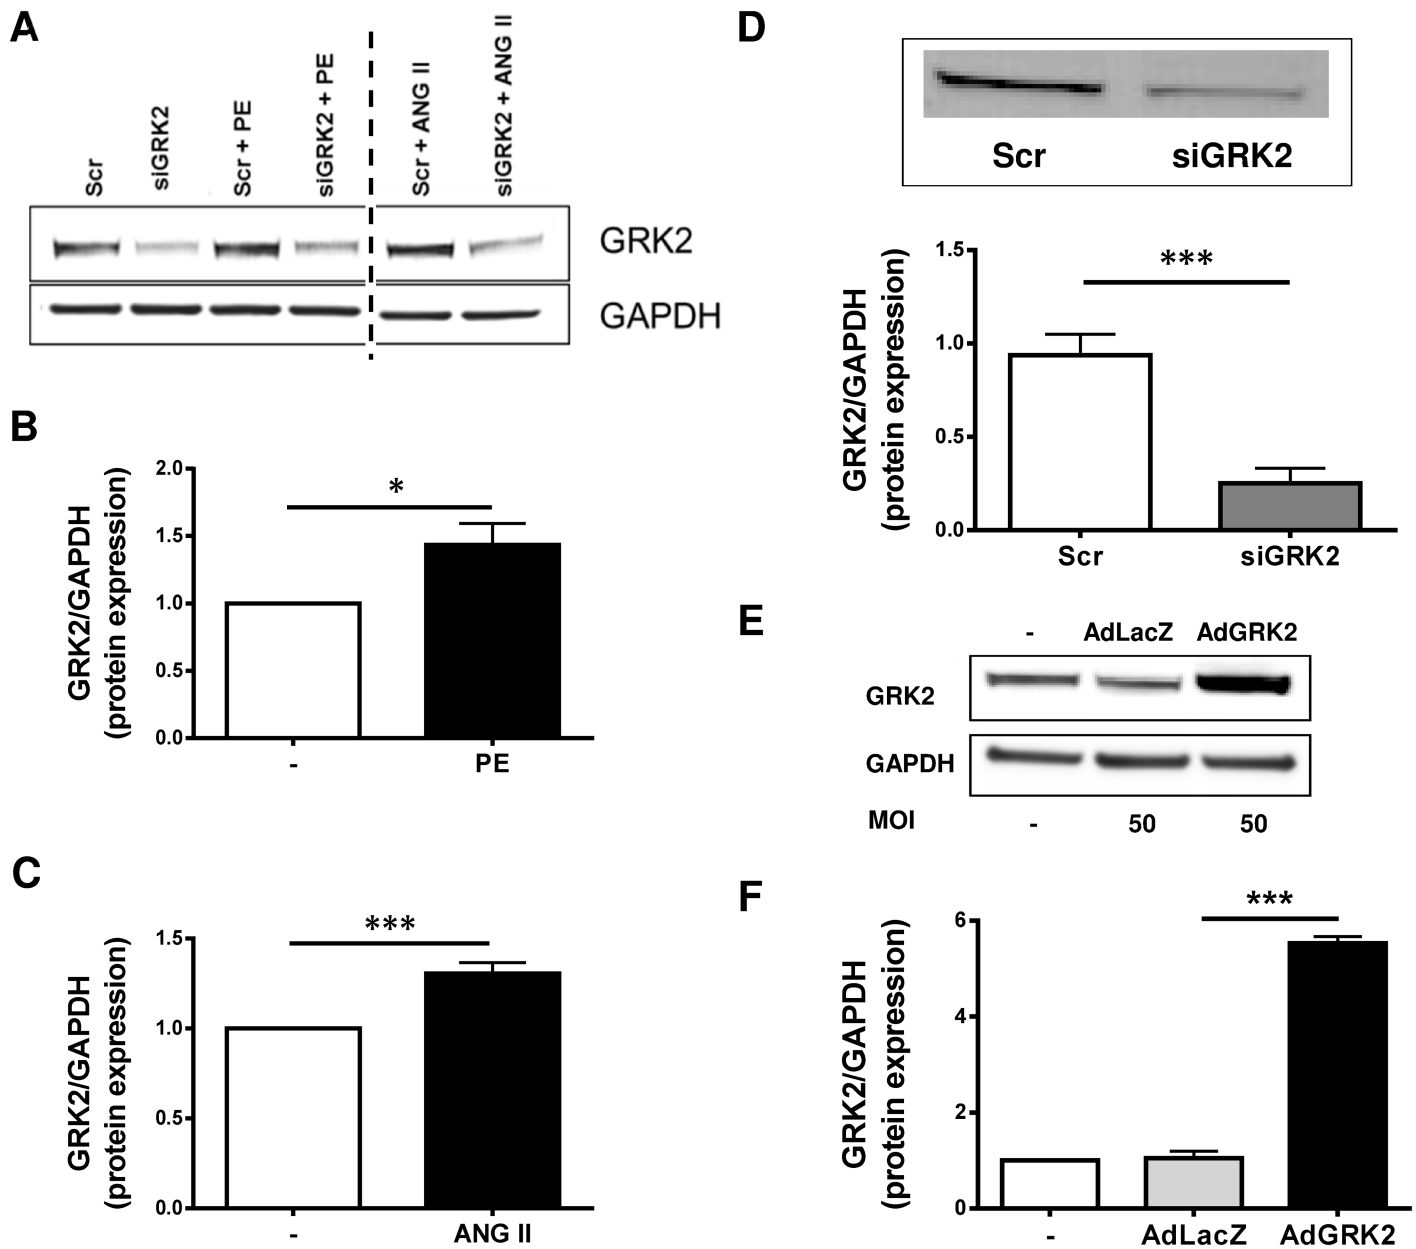 A
Scr
siGRK2
Scr + PE
siGRK2 + PE
Scr + ANG II
siGRK2 + ANG II
GRK2
GAPDH
B
GRK2/GAPDH
(protein expression)
2.0
1.5
1.0
0.5
0.0
*
-
PE
C
GRK2/GAPDH
(protein expression)
1.5
1.0
0.5
0.0
***
-
ANG II
D
Scr
siGRK2
GRK2/GAPDH
(protein expression)
1.5
1.0
0.5
0.0
***
Scr
siGRK2
E
- AdLacZ AdGRK2
GRK2
GAPDH
MOI - 50 50
F
GRK2/GAPDH
(protein expression)
6
4
2
0
***
-
AdLacZ
AdGRK2